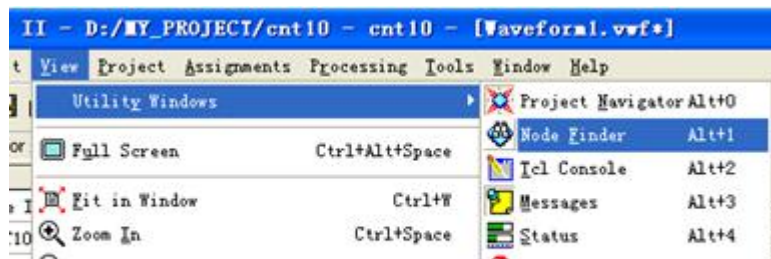 II - D:/MY_PROJECT/cnt10 - cnt10 - [Waveform1.vwf*]
t View Project Assignments Processing Tools Window Help
Utility Windows
Project Navigator Alt+0
or
Node Finder Alt+1
Full Screen Ctrl+Alt+Space
Tcl Console Alt+2
Fit in Window Ctrl+W
Messages Alt+3
10 Zoom In Ctrl+Space
Status Alt+4